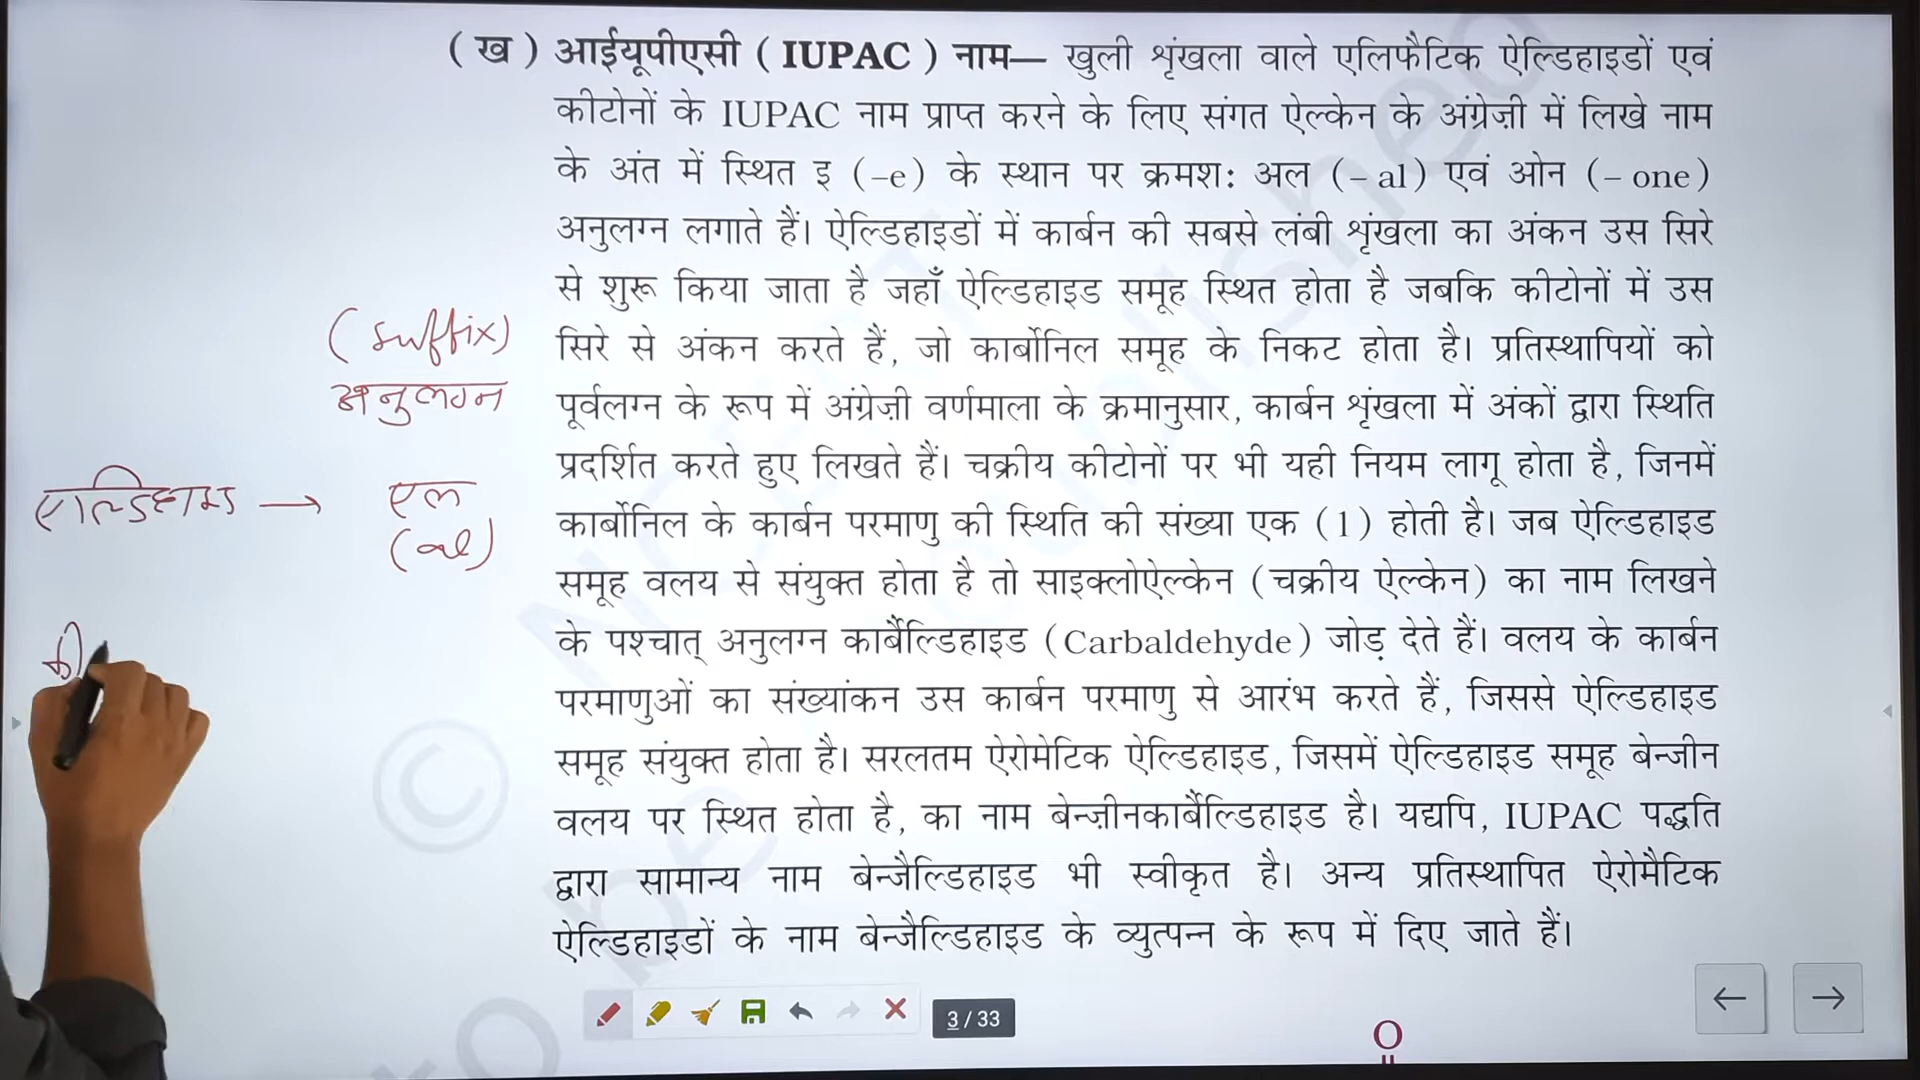 ( ख ) आईयूपीएसी ( IUPAC ) नाम— खुली शृंखला वाले एलिफैटिक ऐल्डिहाइडों एवं
कीटोनों के IUPAC नाम प्राप्त करने के लिए संगत ऐल्केन के अंग्रेज़ी में लिखे नाम
के अंत में स्थित इ (–e) के स्थान पर क्रमश: अल (– al) एवं ओन (– one)
अनुलग्न लगाते हैं। ऐल्डिहाइडों में कार्बन की सबसे लंबी शृंखला का अंकन उस सिरे
से शुरू किया जाता है जहाँ ऐल्डिहाइड समूह स्थित होता है जबकि कीटोनों में उस
सिरे से अंकन करते हैं, जो कार्बोनिल समूह के निकट होता है। प्रतिस्थापियों को
पूर्वलग्न के रूप में अंग्रेज़ी वर्णमाला के क्रमानुसार, कार्बन शृंखला में अंकों द्वारा स्थिति
प्रदर्शित करते हुए लिखते हैं। चक्रीय कीटोनों पर भी यही नियम लागू होता है, जिनमें
कार्बोनिल के कार्बन परमाणु की स्थिति की संख्या एक (1) होती है। जब ऐल्डिहाइड
समूह वलय से संयुक्त होता है तो साइक्लोऐल्केन (चक्रीय ऐल्केन) का नाम लिखने
के पश्चात् अनुलग्न कार्बैल्डिहाइड (Carbaldehyde) जोड़ देते हैं। वलय के कार्बन
परमाणुओं का संख्यांकन उस कार्बन परमाणु से आरंभ करते हैं, जिससे ऐल्डिहाइड
समूह संयुक्त होता है। सरलतम ऐरोमेटिक ऐल्डिहाइड, जिसमें ऐल्डिहाइड समूह बेन्जीन
वलय पर स्थित होता है, का नाम बेन्ज़ीनकार्बैल्डिहाइड है। यद्यपि, IUPAC पद्धति
द्वारा सामान्य नाम बेन्जैल्डिहाइड भी स्वीकृत है। अन्य प्रतिस्थापित ऐरोमैटिक
ऐल्डिहाइडों के नाम बेन्जैल्डिहाइड के व्युत्पन्न के रूप में दिए जाते हैं।
(suffix)
अनुलग्न
→ एल
(al)
की
3 / 33
O